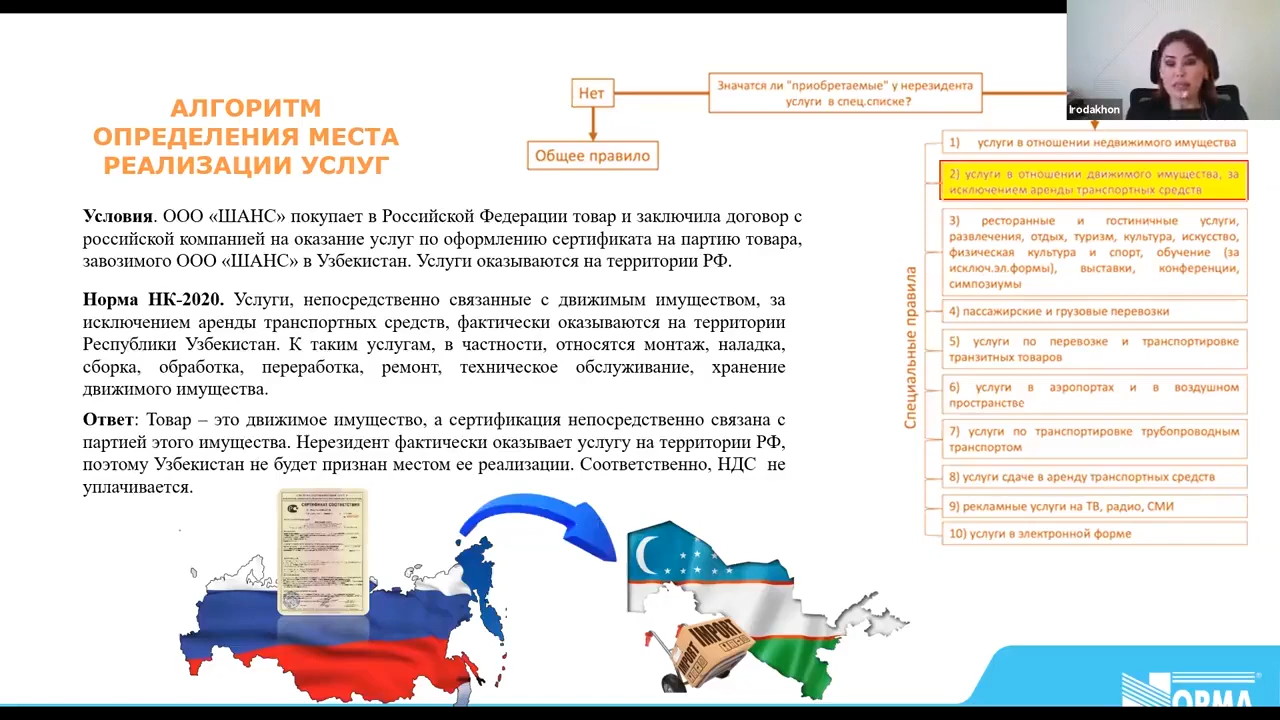 АЛГОРИТМ
ОПРЕДЕЛЕНИЯ МЕСТА
РЕАЛИЗАЦИИ УСЛУГ
Условия. ООО «ШАНС» покупает в Российской Федерации товар и заключила договор с
российской компанией на оказание услуг по оформлению сертификата на партию товара,
завозимого ООО «ШАНС» в Узбекистан. Услуги оказываются на территории РФ.
Норма НК-2020. Услуги, непосредственно связанные с движимым имуществом, за
исключением аренды транспортных средств, фактически оказываются на территории
Республики Узбекистан. К таким услугам, в частности, относятся монтаж, наладка,
сборка, обработка, переработка, ремонт, техническое обслуживание, хранение
движимого имущества.
Ответ: Товар – это движимое имущество, а сертификация непосредственно связана с
партией этого имущества. Нерезидент фактически оказывает услугу на территории РФ,
поэтому Узбекистан не будет признан местом ее реализации. Соответственно, НДС не
уплачивается.
Значатся ли "приобретаемые" у нерезидента
услуги в спец.списке?
Нет
Общее правило
Специальные правила
1) услуги в отношении недвижимого имущества
2) услуги в отношении движимого имущества, за
исключением аренды транспортных средств
3) ресторанные и гостиничные услуги,
развлечения, отдых, туризм, культура, искусство,
физическая культура и спорт, обучение (за
исключ.эл.формы), выставки, конференции,
симпозиумы
4) пассажирские и грузовые перевозки
5) услуги по перевозке и транспортировке
транзитных товаров
6) услуги в аэропортах и в воздушном
пространстве
7) услуги по транспортировке трубопроводным
транспортом
8) услуги сдаче в аренду транспортных средств
9) рекламные услуги на ТВ, радио, СМИ
10) услуги в электронной форме
Irodakhon
СЕРТИФИКАТ СООТВЕТСТВИЯ
IMPORT
IMPORT
НОРМА